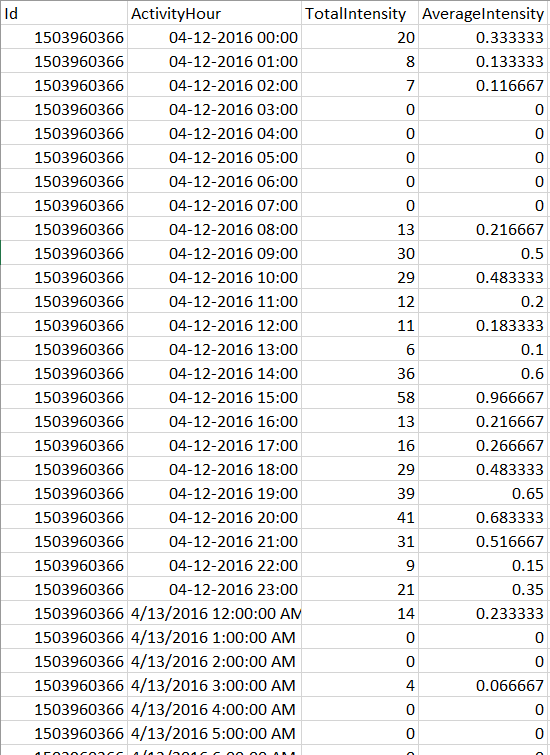 Id ActivityHour TotalIntensity AverageIntensity
1503960366 04-12-2016 00:00 20 0.333333
1503960366 04-12-2016 01:00 8 0.133333
1503960366 04-12-2016 02:00 7 0.116667
1503960366 04-12-2016 03:00 0 0
1503960366 04-12-2016 04:00 0 0
1503960366 04-12-2016 05:00 0 0
1503960366 04-12-2016 06:00 0 0
1503960366 04-12-2016 07:00 0 0
1503960366 04-12-2016 08:00 13 0.216667
1503960366 04-12-2016 09:00 30 0.5
1503960366 04-12-2016 10:00 29 0.483333
1503960366 04-12-2016 11:00 12 0.2
1503960366 04-12-2016 12:00 11 0.183333
1503960366 04-12-2016 13:00 6 0.1
1503960366 04-12-2016 14:00 36 0.6
1503960366 04-12-2016 15:00 58 0.966667
1503960366 04-12-2016 16:00 13 0.216667
1503960366 04-12-2016 17:00 16 0.266667
1503960366 04-12-2016 18:00 29 0.483333
1503960366 04-12-2016 19:00 39 0.65
1503960366 04-12-2016 20:00 41 0.683333
1503960366 04-12-2016 21:00 31 0.516667
1503960366 04-12-2016 22:00 9 0.15
1503960366 04-12-2016 23:00 21 0.35
1503960366 4/13/2016 12:00:00 AM 14 0.233333
1503960366 4/13/2016 1:00:00 AM 0 0
1503960366 4/13/2016 2:00:00 AM 0 0
1503960366 4/13/2016 3:00:00 AM 4 0.066667
1503960366 4/13/2016 4:00:00 AM 0 0
1503960366 4/13/2016 5:00:00 AM 0 0